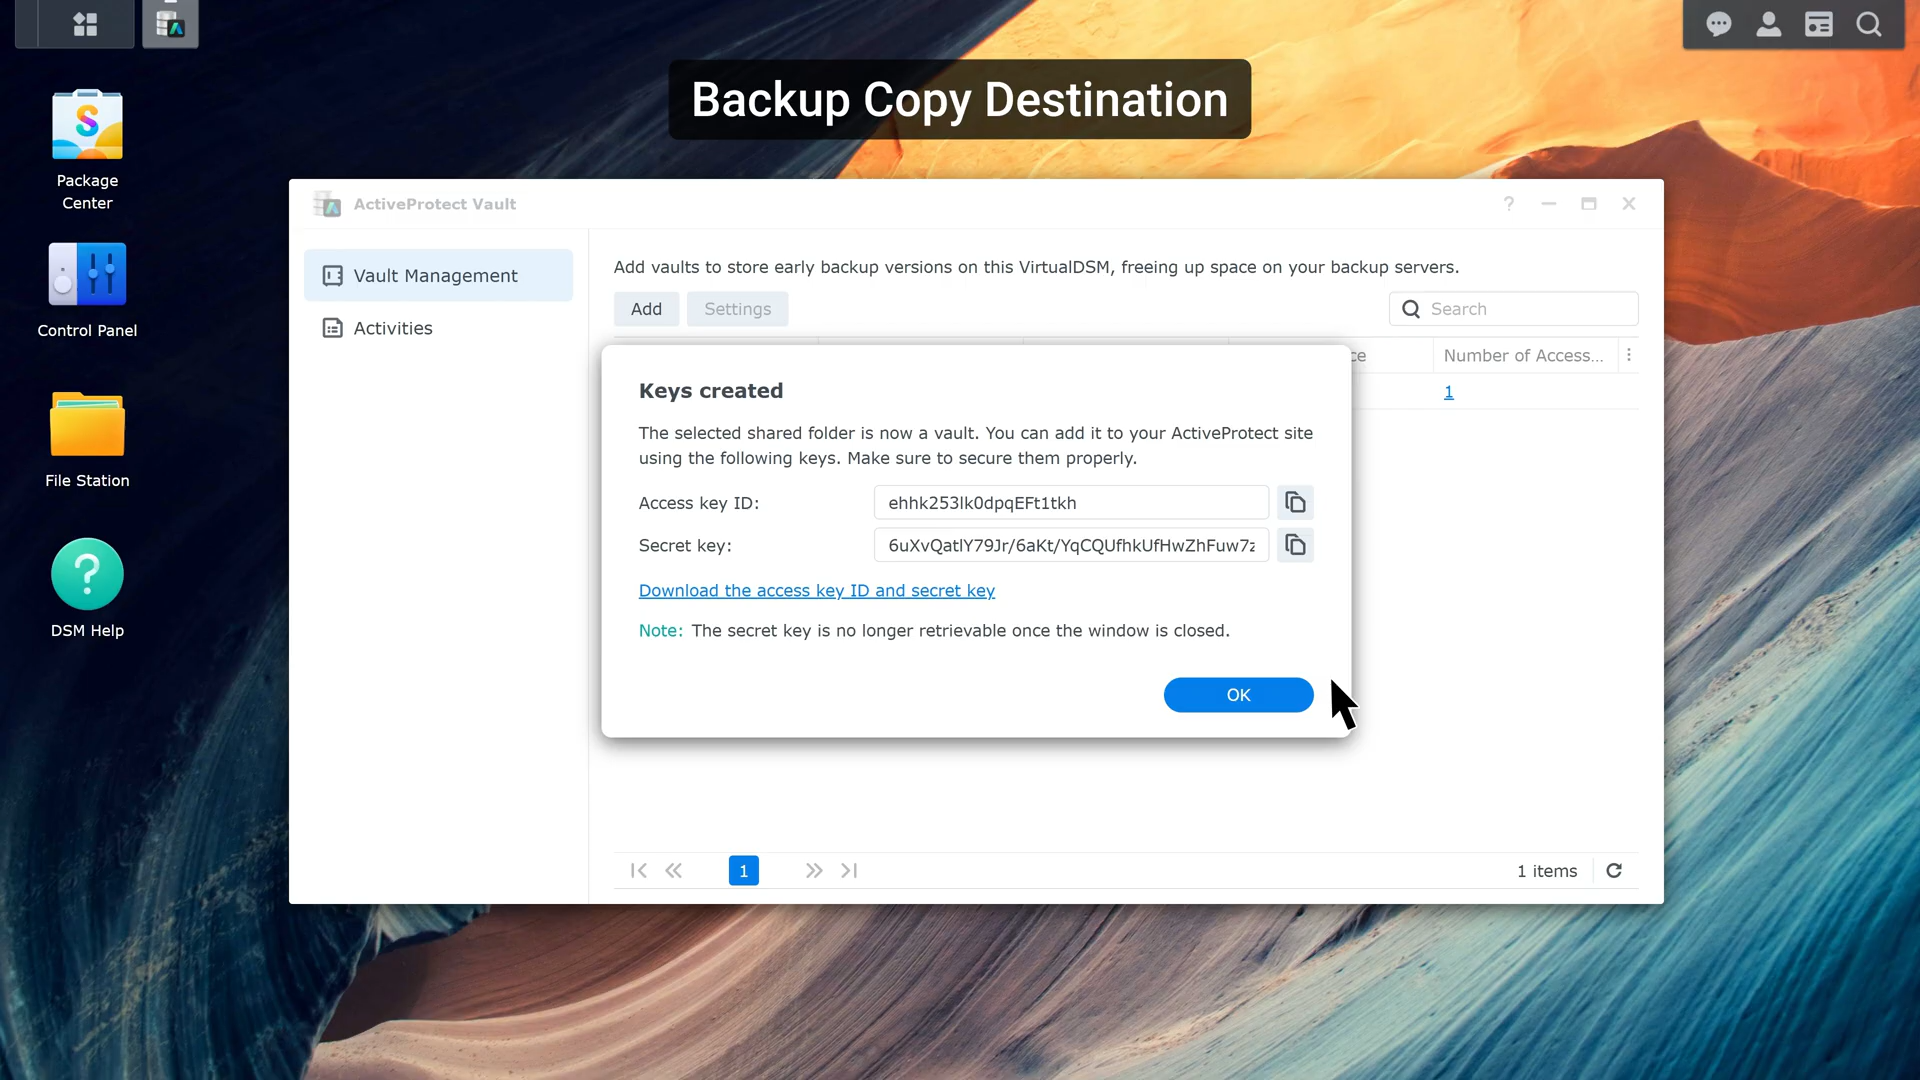 Backup Copy Destination
Package
Center
Control Panel
File Station
DSM Help
ActiveProtect Vault
Vault Management
Activities
Add vaults to store early backup versions on this VirtualDSM, freeing up space on your backup servers.
Add
Settings
Search
Number of Access...
1
Keys created
The selected shared folder is now a vault. You can add it to your ActiveProtect site
using the following keys. Make sure to secure them properly.
Access key ID:
ehhk253lk0dpqEFt1tkh
Secret key:
6uXvQatlY79Jr/6aKt/YqCQUfhkUfHwZhFuw7z
Download the access key ID and secret key
Note: The secret key is no longer retrievable once the window is closed.
OK
1
1 items